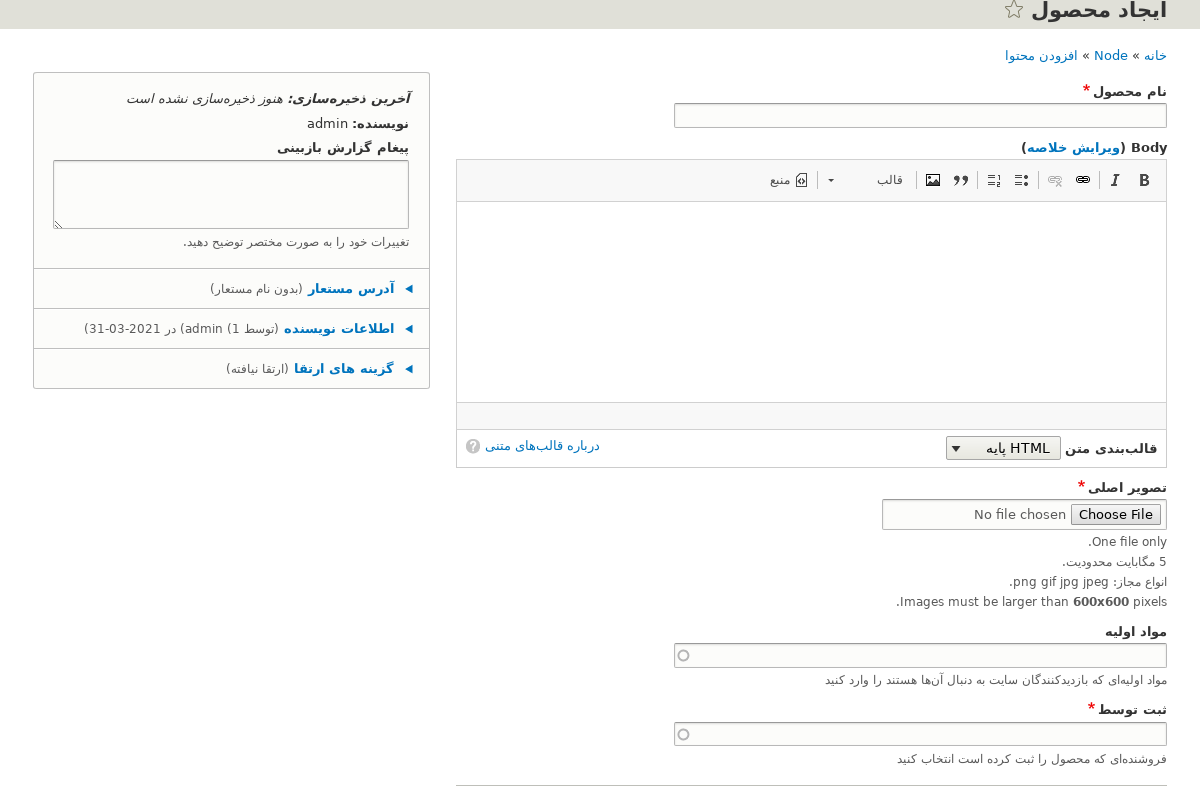 ایجاد محصول
خانه » Node » افزودن محتوا
نام محصول *
Body (ویرایش خلاصه)
B I قالب منبع
قالب‌بندی متن HTML پایه درباره قالب‌های متنی ?
تصویر اصلی *
Choose File No file chosen
One file only.
5 مگابایت محدودیت.
انواع مجاز: png gif jpg jpeg.
Images must be larger than 600x600 pixels.
مواد اولیه
مواد اولیه‌ای که بازدیدکنندگان سایت به دنبال آن‌ها هستند را وارد کنید
ثبت توسط *
فروشنده‌ای که محصول را ثبت کرده است انتخاب کنید
آخرین ذخیره‌سازی: هنوز ذخیره‌سازی نشده است
نویسنده: admin
پیغام گزارش بازبینی
تغییرات خود را به صورت مختصر توضیح دهید.
آدرس مستعار (بدون نام مستعار)
اطلاعات نویسنده (توسط admin (1) در 2021-03-31)
گزینه های ارتقا (ارتقا نیافته)